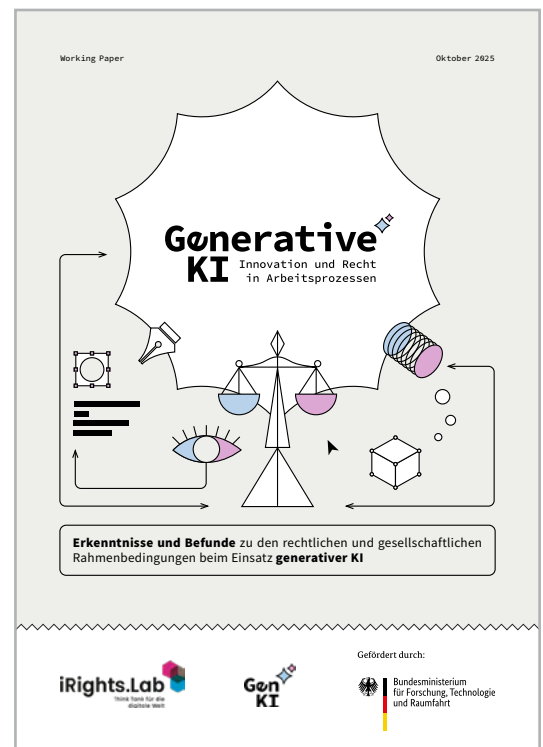 Working Paper
Oktober 2025
Generative
KI
Innovation und Recht
in Arbeitsprozessen
Erkenntnisse und Befunde zu den rechtlichen und gesellschaftlichen
Rahmenbedingungen beim Einsatz generativer KI
Gefördert durch:
iRights.Lab
Think Tank für die
digitale Welt
Gen
KI
Bundesministerium
für Forschung, Technologie
und Raumfahrt